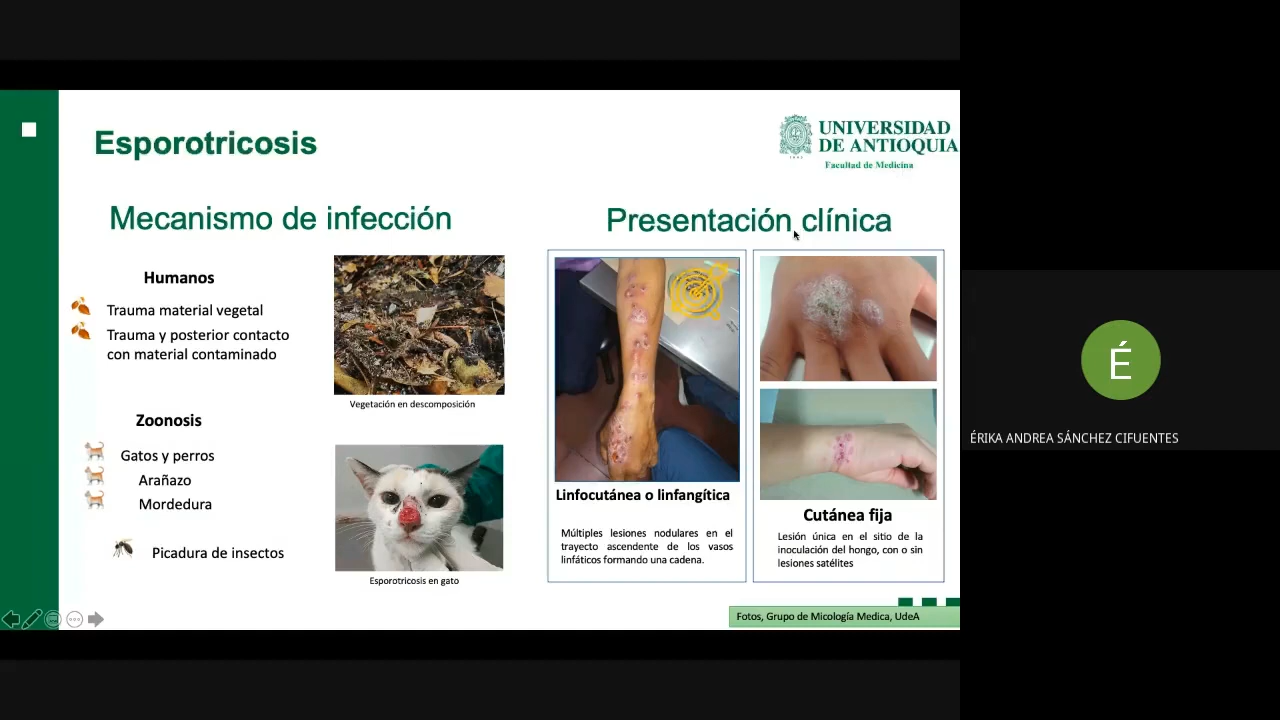 Esporotricosis
UNIVERSIDAD
DE ANTIOQUIA
1803
Facultad de Medicina
Mecanismo de infección
Humanos
Trauma material vegetal
Trauma y posterior contacto
con material contaminado
Vegetación en descomposición
Zoonosis
Gatos y perros
Arañazo
Mordedura
Picadura de insectos
Esporotricosis en gato
Presentación clínica
Linfocutánea o linfangítica
Múltiples lesiones nodulares en el
trayecto ascendente de los vasos
linfáticos formando una cadena.
Cutánea fija
Lesión única en el sitio de la
inoculación del hongo, con o sin
lesiones satélites
Fotos, Grupo de Micología Medica, UdeA
É
ÉRIKA ANDREA SÁNCHEZ CIFUENTES